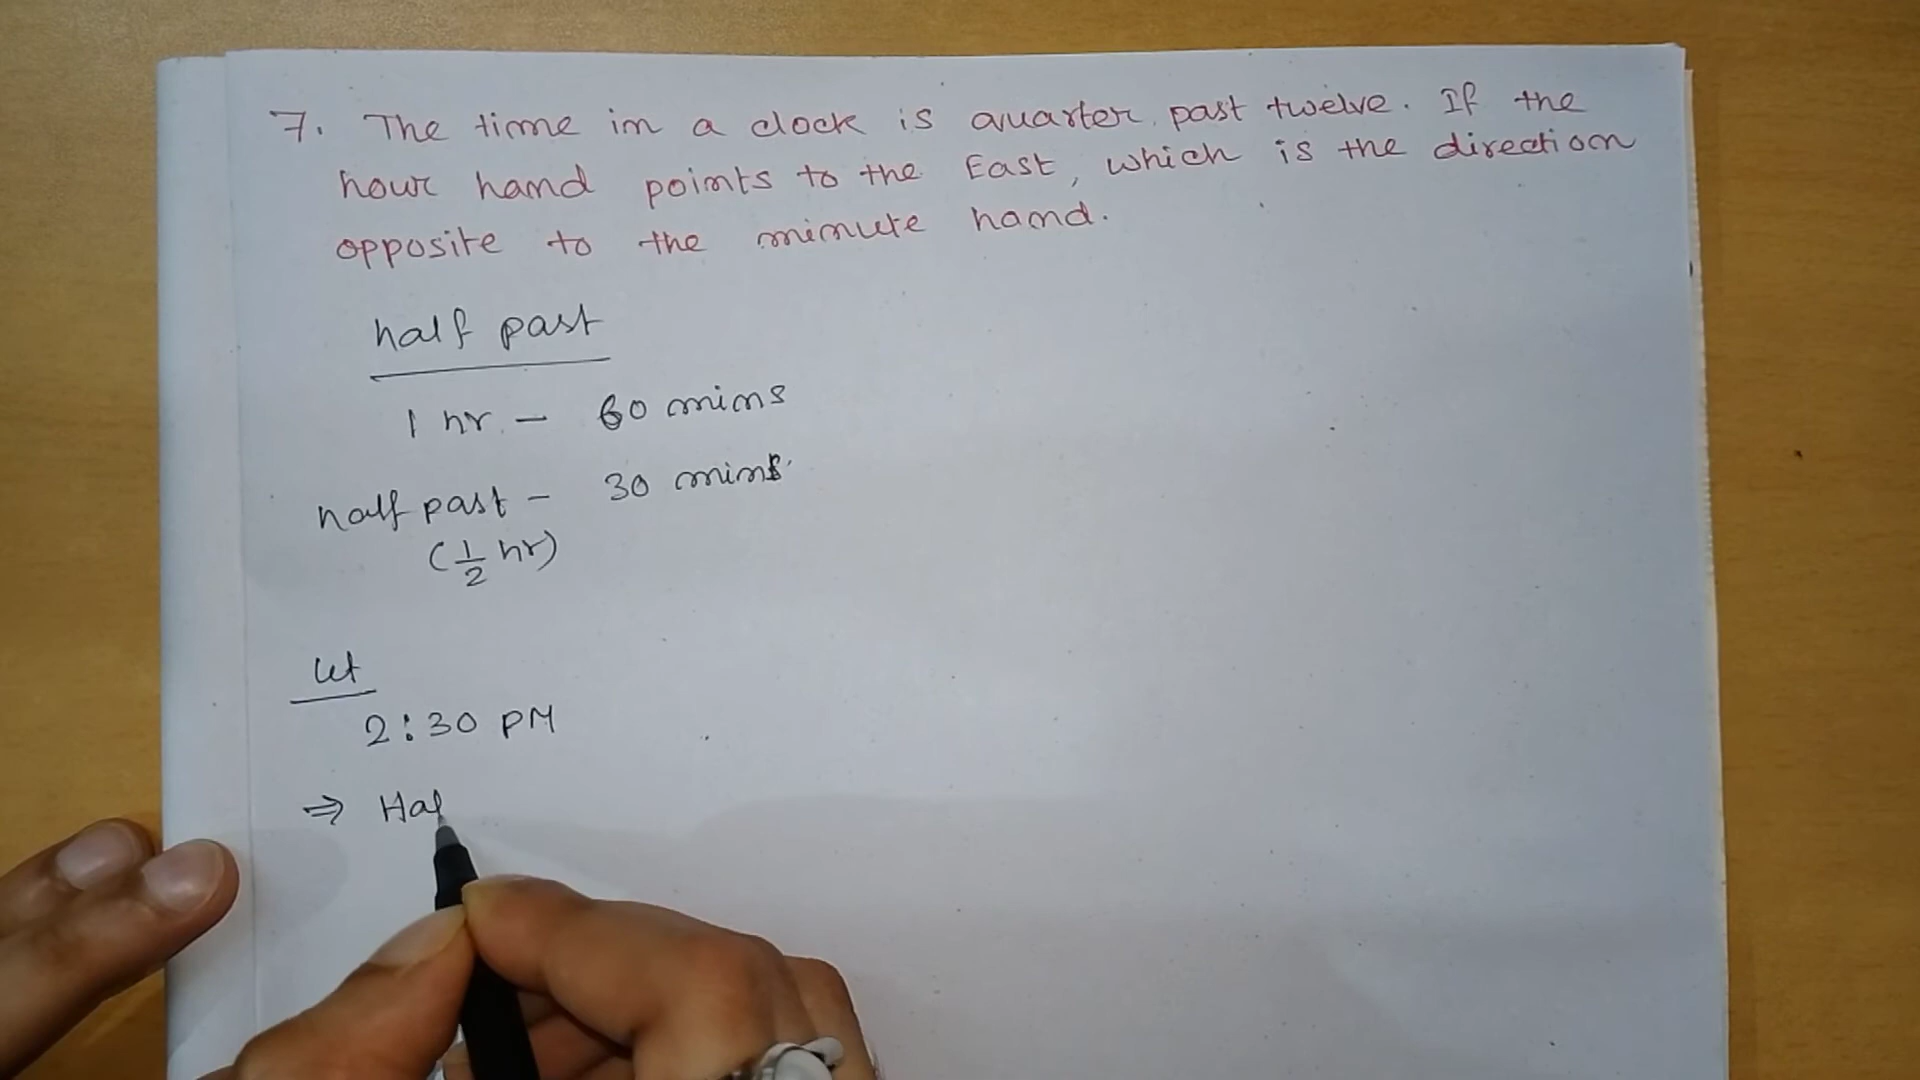 7. The time in a clock is quarter past twelve. If the
hour hand points to the East, which is the direction
opposite to the minute hand.
half past
1 hr - 60 mins
half past - 30 mins.
(1/2 hr)
let
2:30 PM
⇒ Half